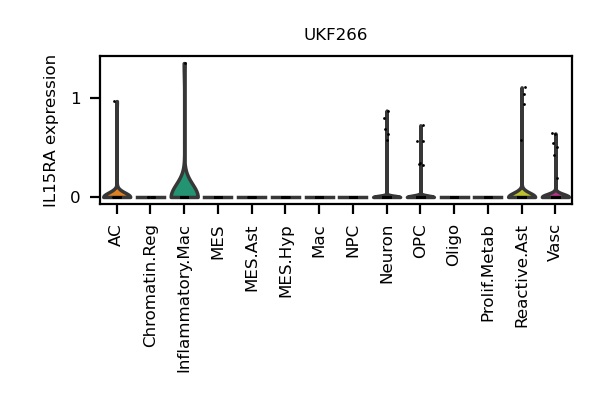 UKF266
IL15RA expression
1
0
AC
Chromatin.Reg
Inflammatory.Mac
MES
MES.Ast
MES.Hyp
Mac
NPC
Neuron
OPC
Oligo
Prolif.Metab
Reactive.Ast
Vasc